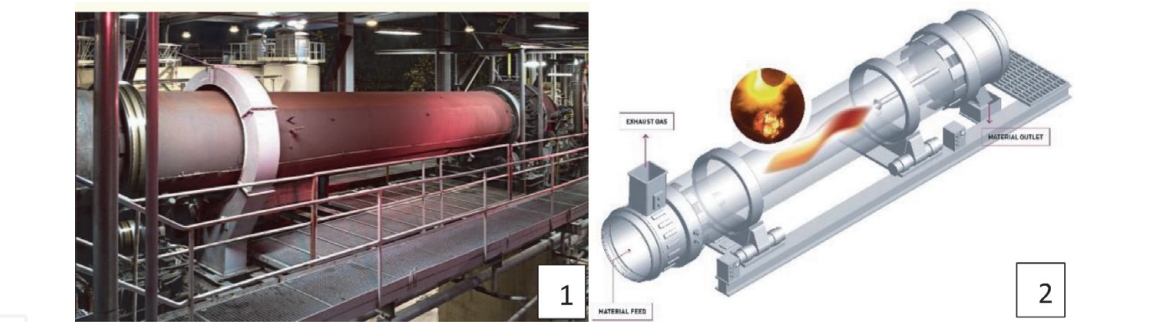 EXHAUST GAS
MATERIAL OUTLET
MATERIAL FEED
1
2